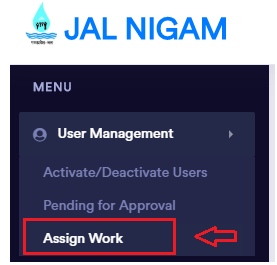 JAL NIGAM
MENU
User Management
Activate/Deactivate Users
Pending for Approval
Assign Work